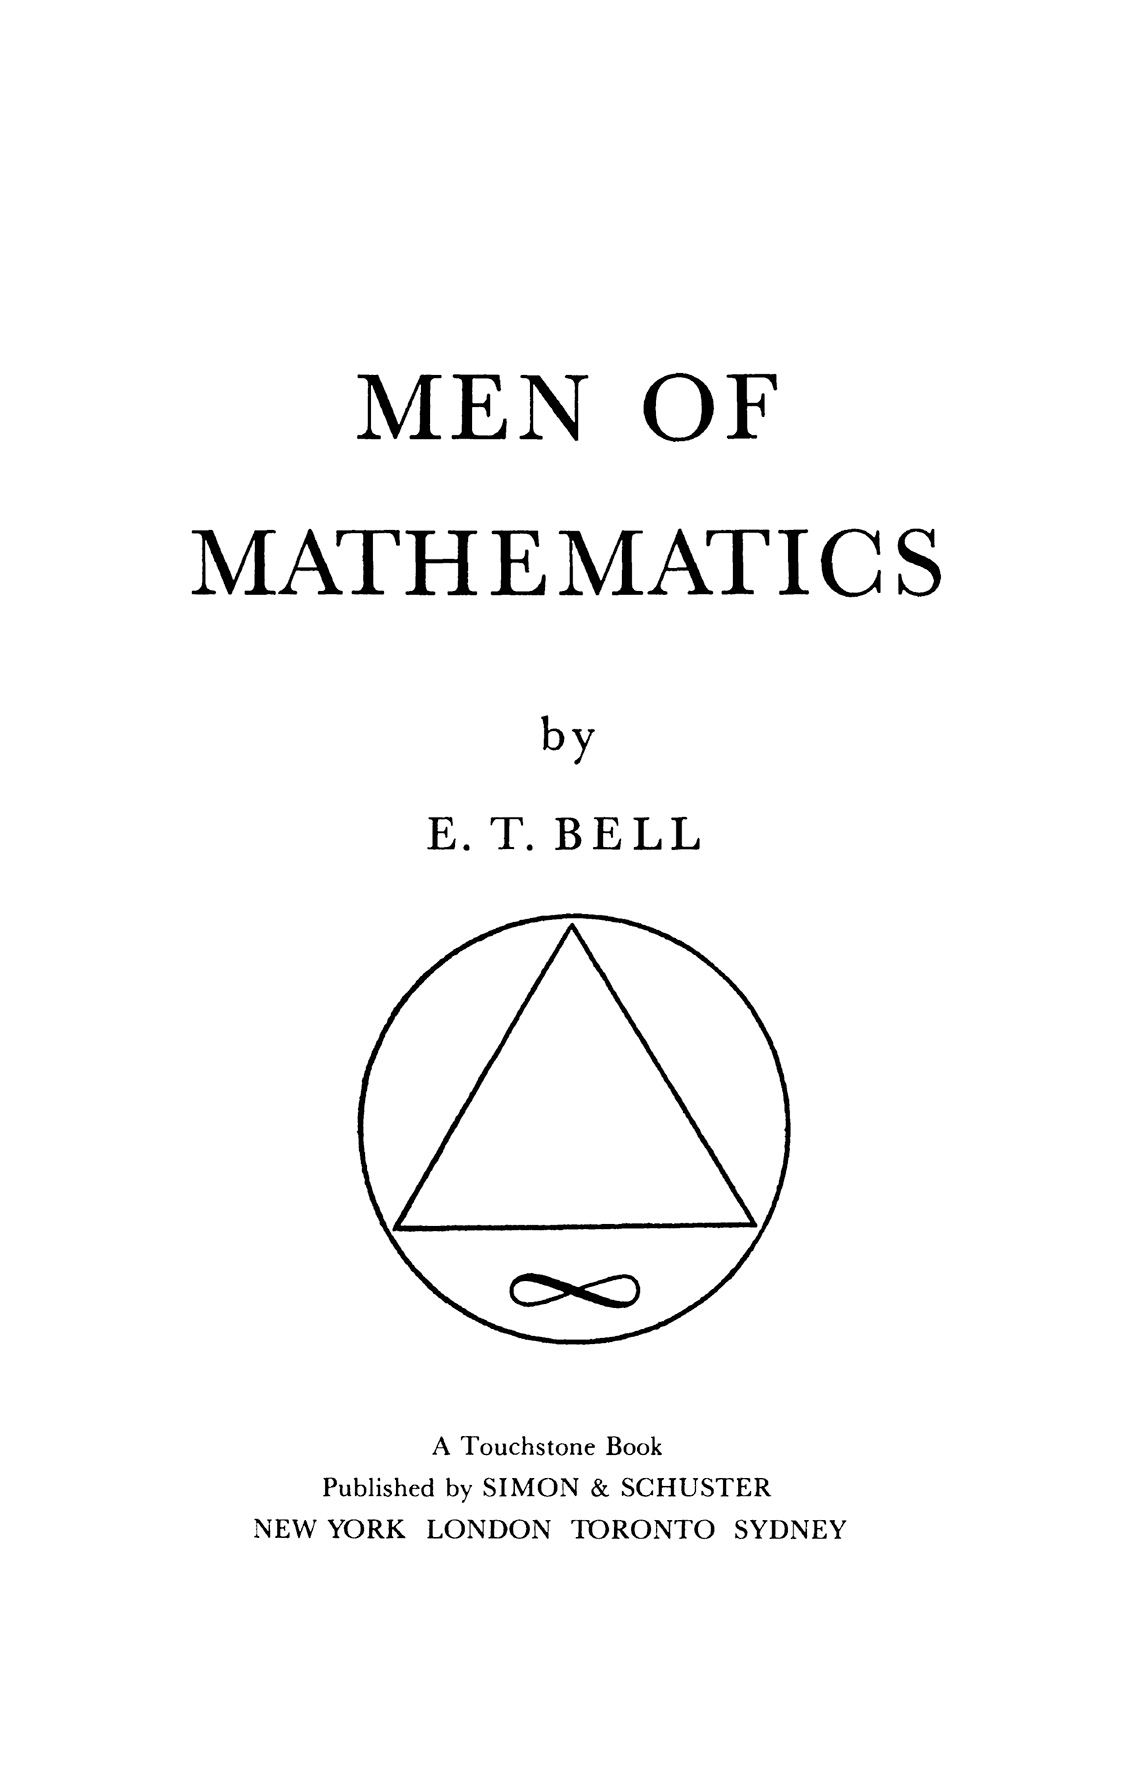 MEN OF
MATHEMATICS
by
E. T. BELL
∞
A Touchstone Book
Published by SIMON & SCHUSTER
NEW YORK LONDON TORONTO SYDNEY